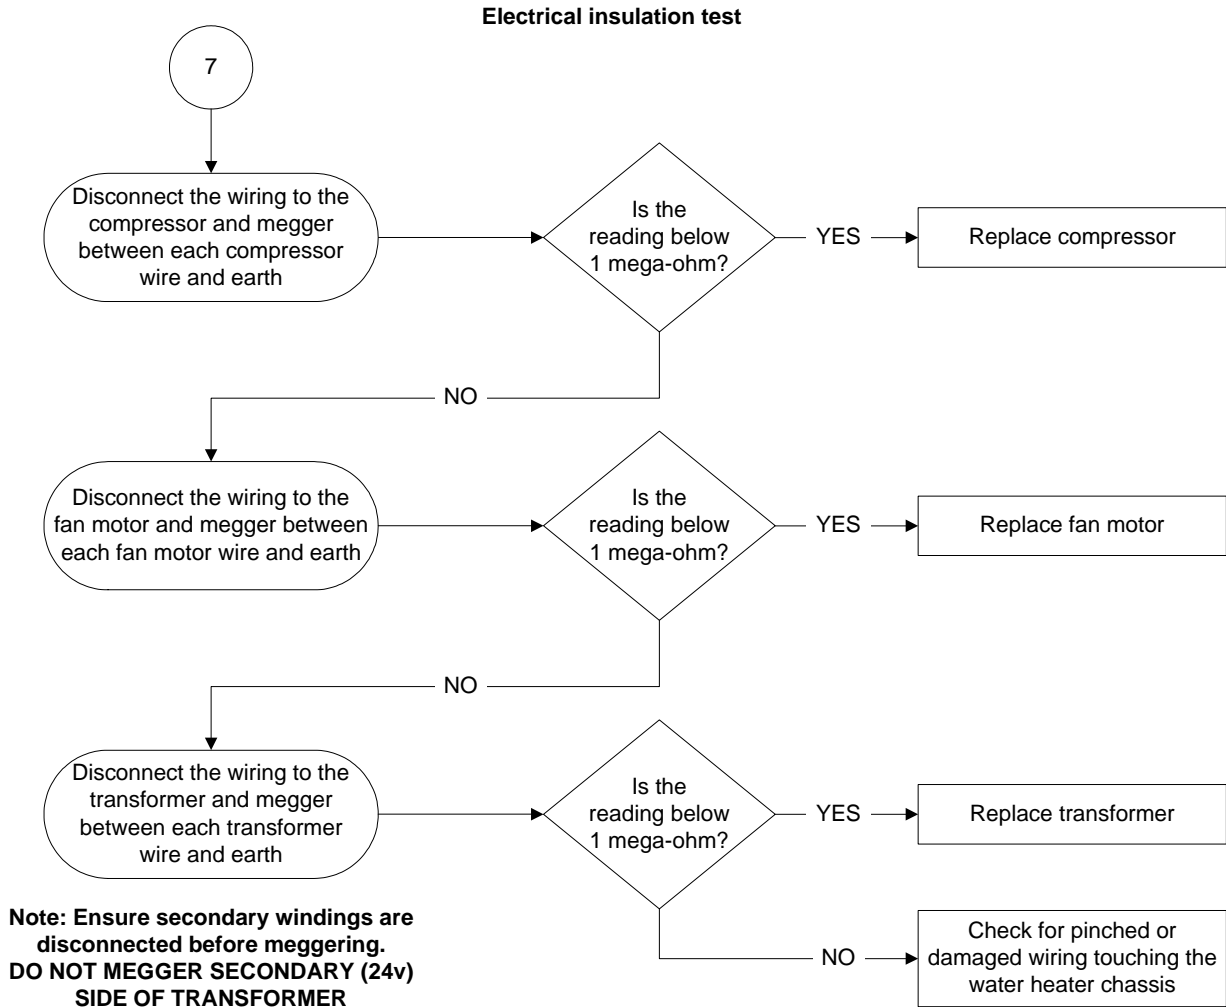 Electrical insulation test
7
Disconnect the wiring to the
compressor and megger
between each compressor
wire and earth
Is the
reading below
1 mega-ohm?
YES
Replace compressor
NO
Disconnect the wiring to the
fan motor and megger between
each fan motor wire and earth
Is the
reading below
1 mega-ohm?
YES
Replace fan motor
NO
Disconnect the wiring to the
transformer and megger
between each transformer
wire and earth
Is the
reading below
1 mega-ohm?
YES
Replace transformer
Note: Ensure secondary windings are
disconnected before meggering.
DO NOT MEGGER SECONDARY (24v)
SIDE OF TRANSFORMER
NO
Check for pinched or
damaged wiring touching the
water heater chassis